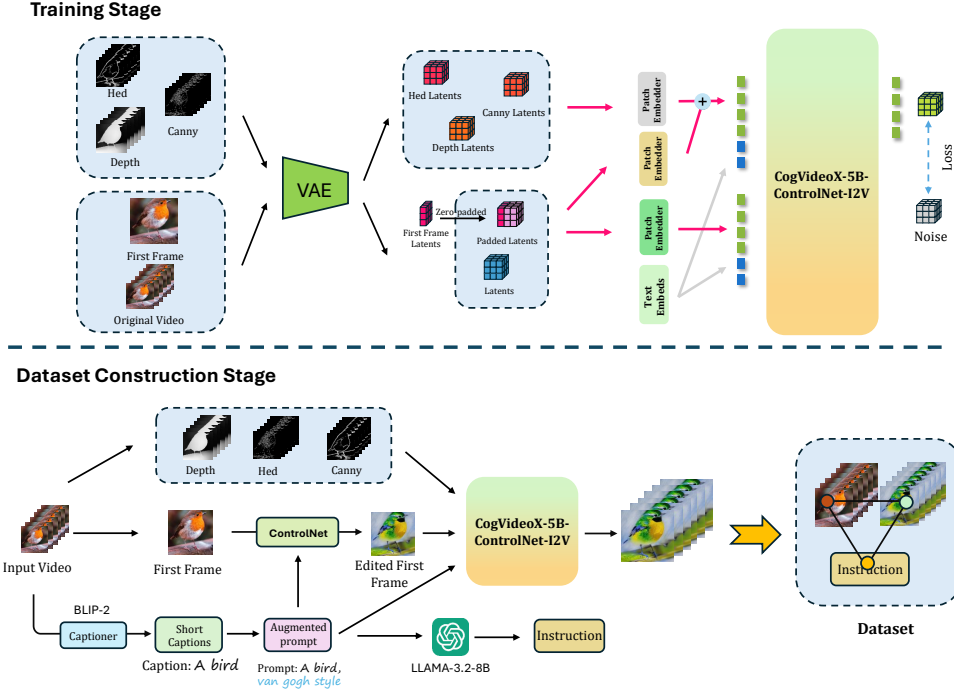 Training Stage
Hed
Canny
Depth
First Frame
Original Video
VAE
Hed Latents
Canny Latents
Depth Latents
First Frame
Latents
Zero-padded
Padded Latents
Latents
Patch
Embedder
Patch
Embedder
Patch
Embedder
Text
Embeds
+
CogVideoX-5B-
ControlNet-I2V
Loss
Noise
Dataset Construction Stage
Depth
Hed
Canny
Input Video
First Frame
ControlNet
Edited First
Frame
CogVideoX-5B-
ControlNet-I2V
BLIP-2
Captioner
Short
Captions
Caption: A bird
Augmented
prompt
Prompt: A bird,
van gogh style
LLAMA-3.2-8B
Instruction
Instruction
Dataset